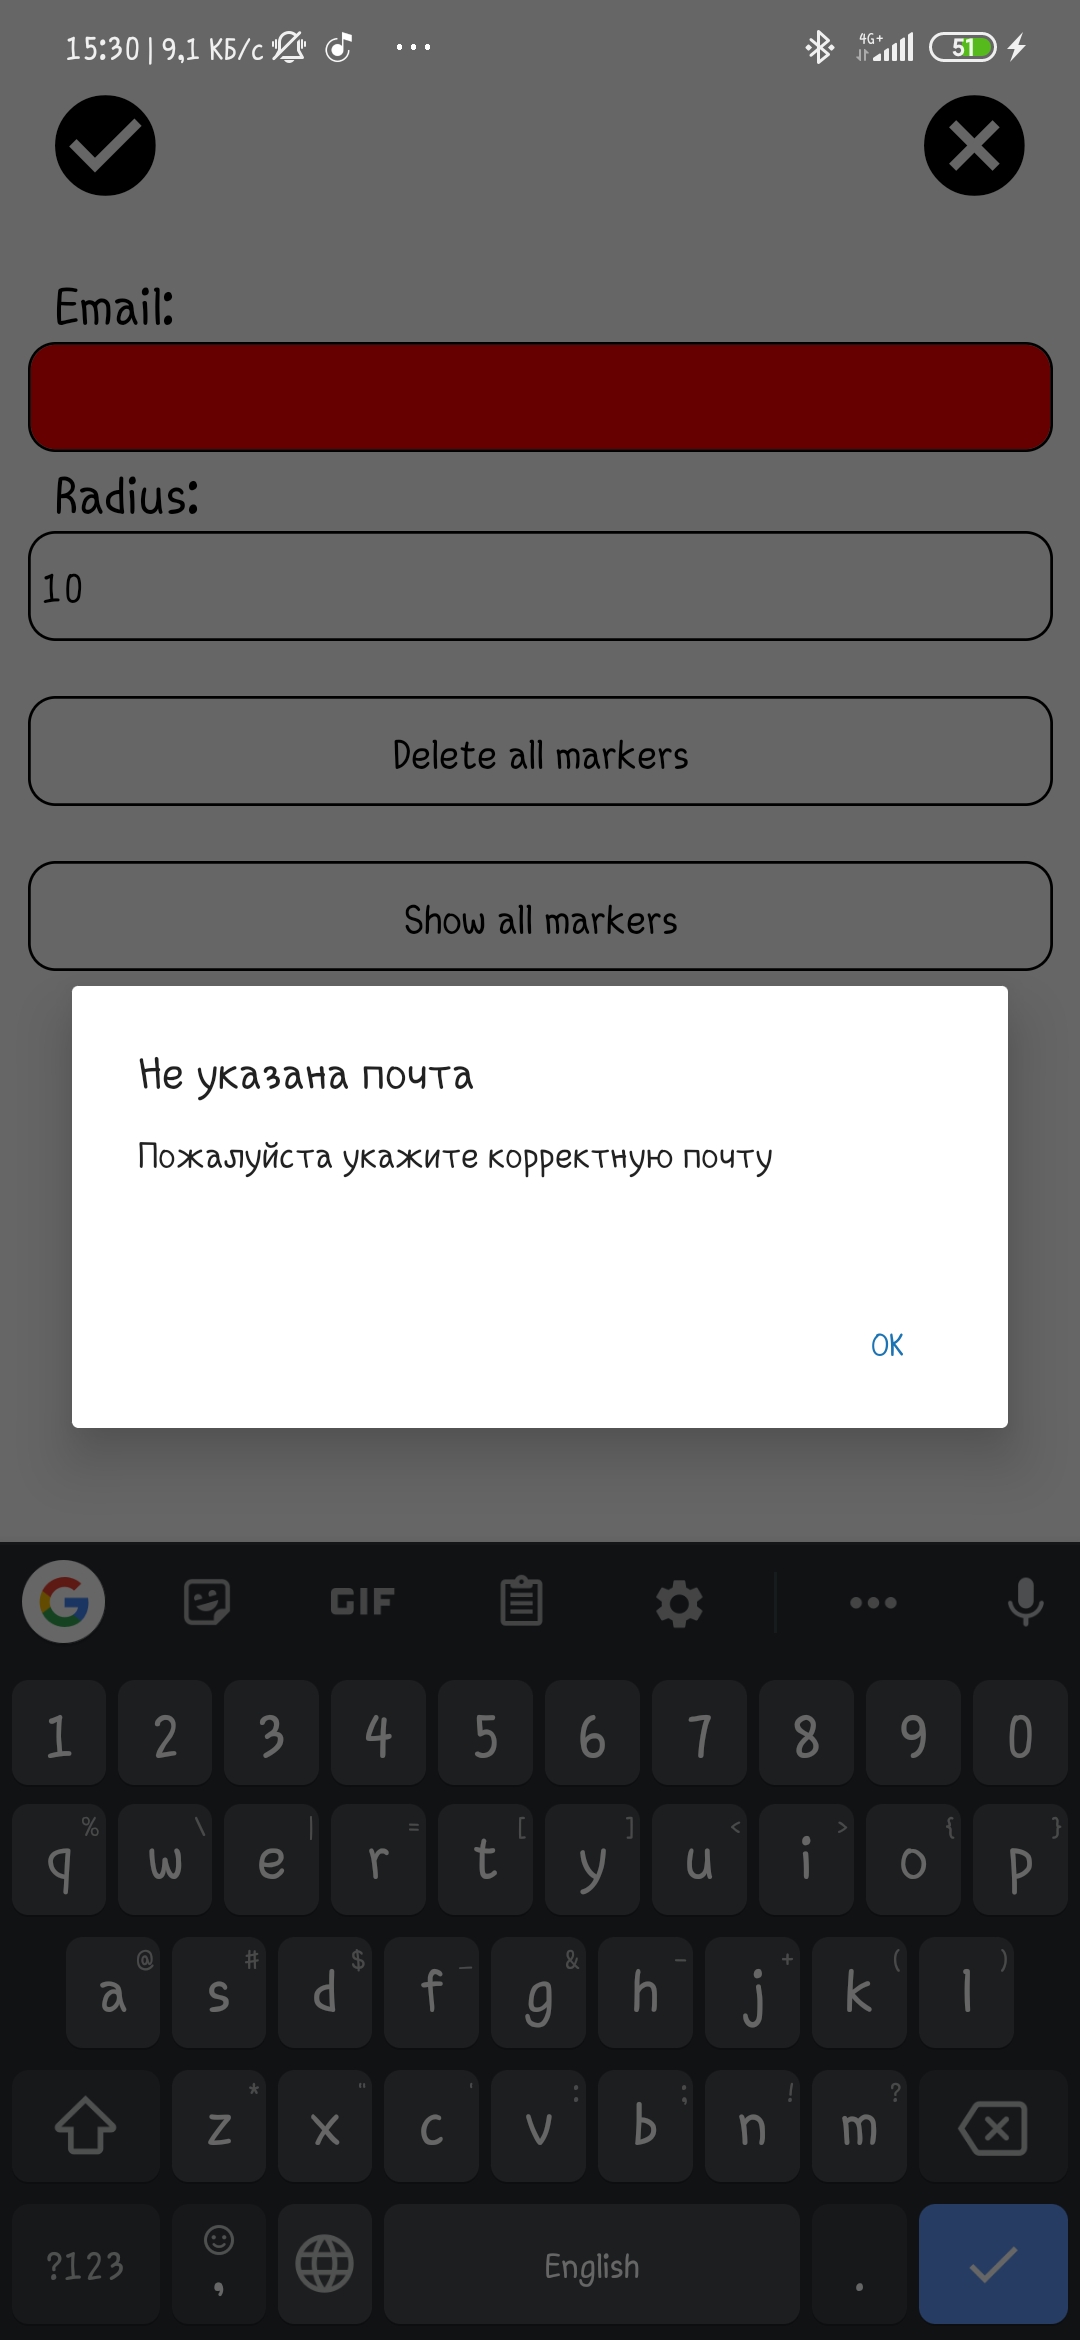 15:30 | 9,1 КБ/с 4G+ 51
Email:
Radius:
10
Delete all markers
Show all markers
Не указана почта
Пожалуйста укажите корректную почту
ОК
GIF
1 2 3 4 5 6 7 8 9 0
% \ | = [ ] < > { }
q w e r t y u i o p
@ # $ _ & - + ( )
a s d f g h j k l
* " ' : ; ! ?
z x c v b n m
?123 , English .